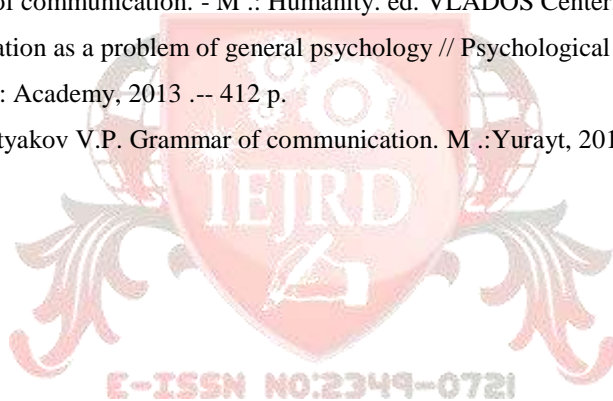 of communication. - M .: Humanity. ed. VLADOS Center
ation as a problem of general psychology // Psychological
: Academy, 2013 .-- 412 p.
tyakov V.P. Grammar of communication. M .:Yurayt, 201
IEJRD
E-ISSN NO:2349-0721